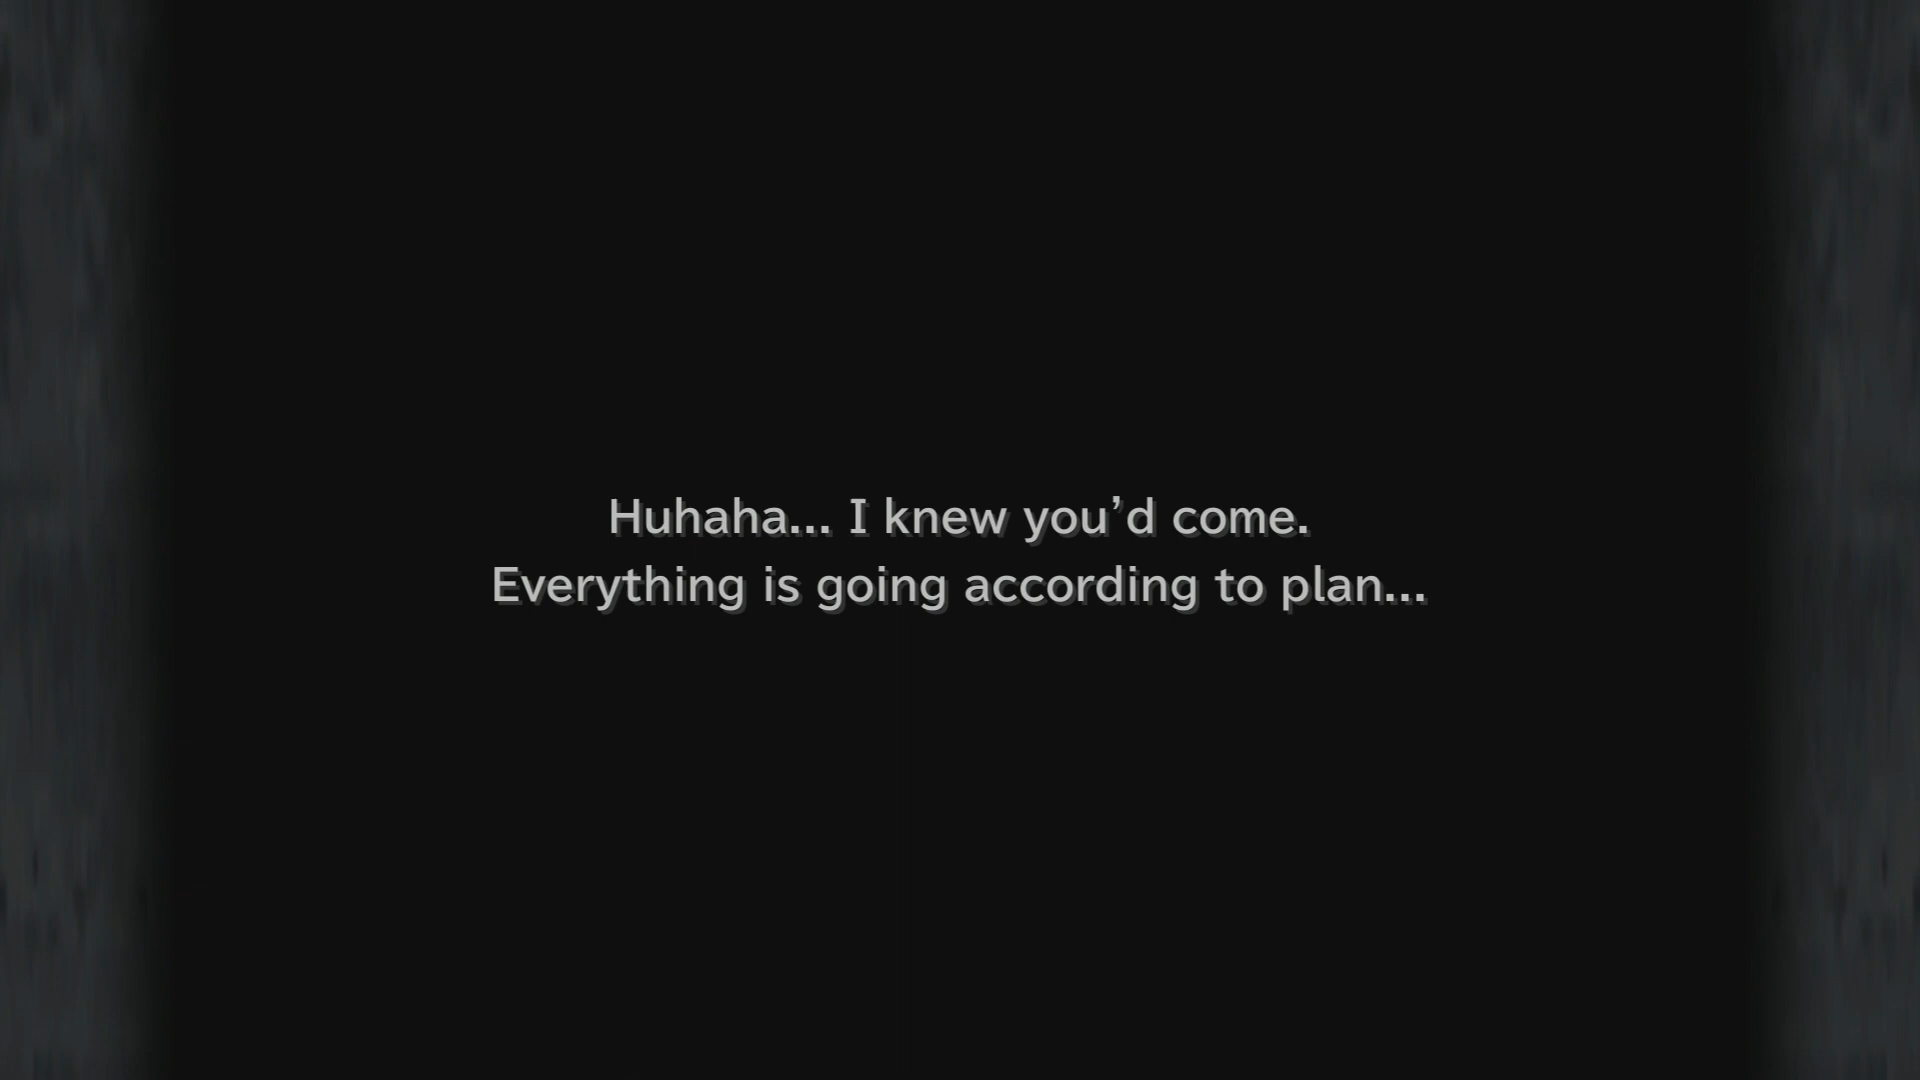 Huhaha... I knew you’d come.
Everything is going according to plan...